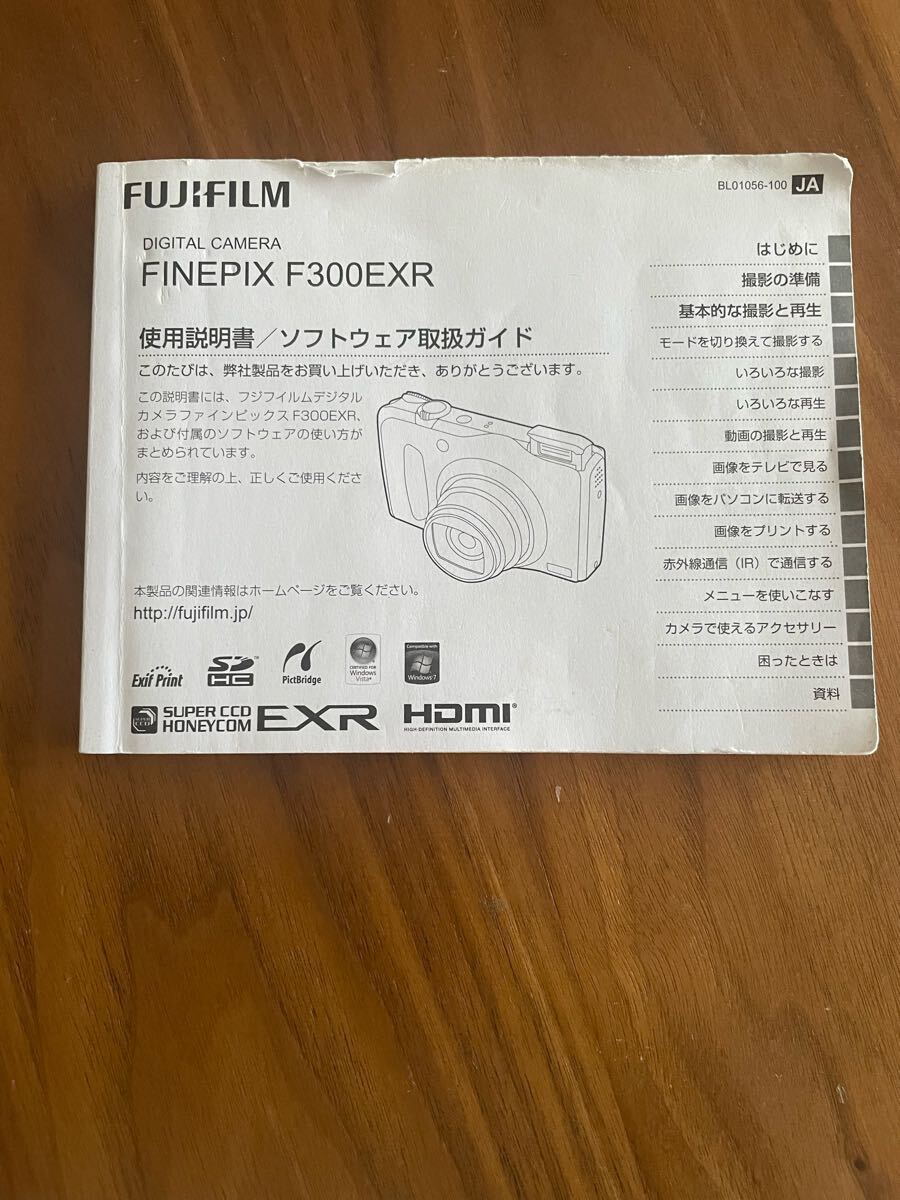 FUJIFILM
BL01056-100 JA
DIGITAL CAMERA
FINEPIX F300EXR
使用説明書／ソフトウェア取扱ガイド
このたびは、弊社製品をお買い上げいただき、ありがとうございます。
この説明書には、フジフイルムデジタル
カメラファインピックス F300EXR、
および付属のソフトウェアの使い方が
まとめられています。
内容をご理解の上、正しくご使用くださ
い。
本製品の関連情報はホームページをご覧ください。
http://fujifilm.jp/
Exif Print
SDHC™
PictBridge
CERTIFIED FOR
Windows
Vista®
Compatible with
Windows®7
SUPER CCD
HONEYCOM
EXR
HDMI®
HIGH-DEFINITION MULTIMEDIA INTERFACE
はじめに
撮影の準備
基本的な撮影と再生
モードを切り換えて撮影する
いろいろな撮影
いろいろな再生
動画の撮影と再生
画像をテレビで見る
画像をパソコンに転送する
画像をプリントする
赤外線通信（IR）で通信する
メニューを使いこなす
カメラで使えるアクセサリー
困ったときは
資料